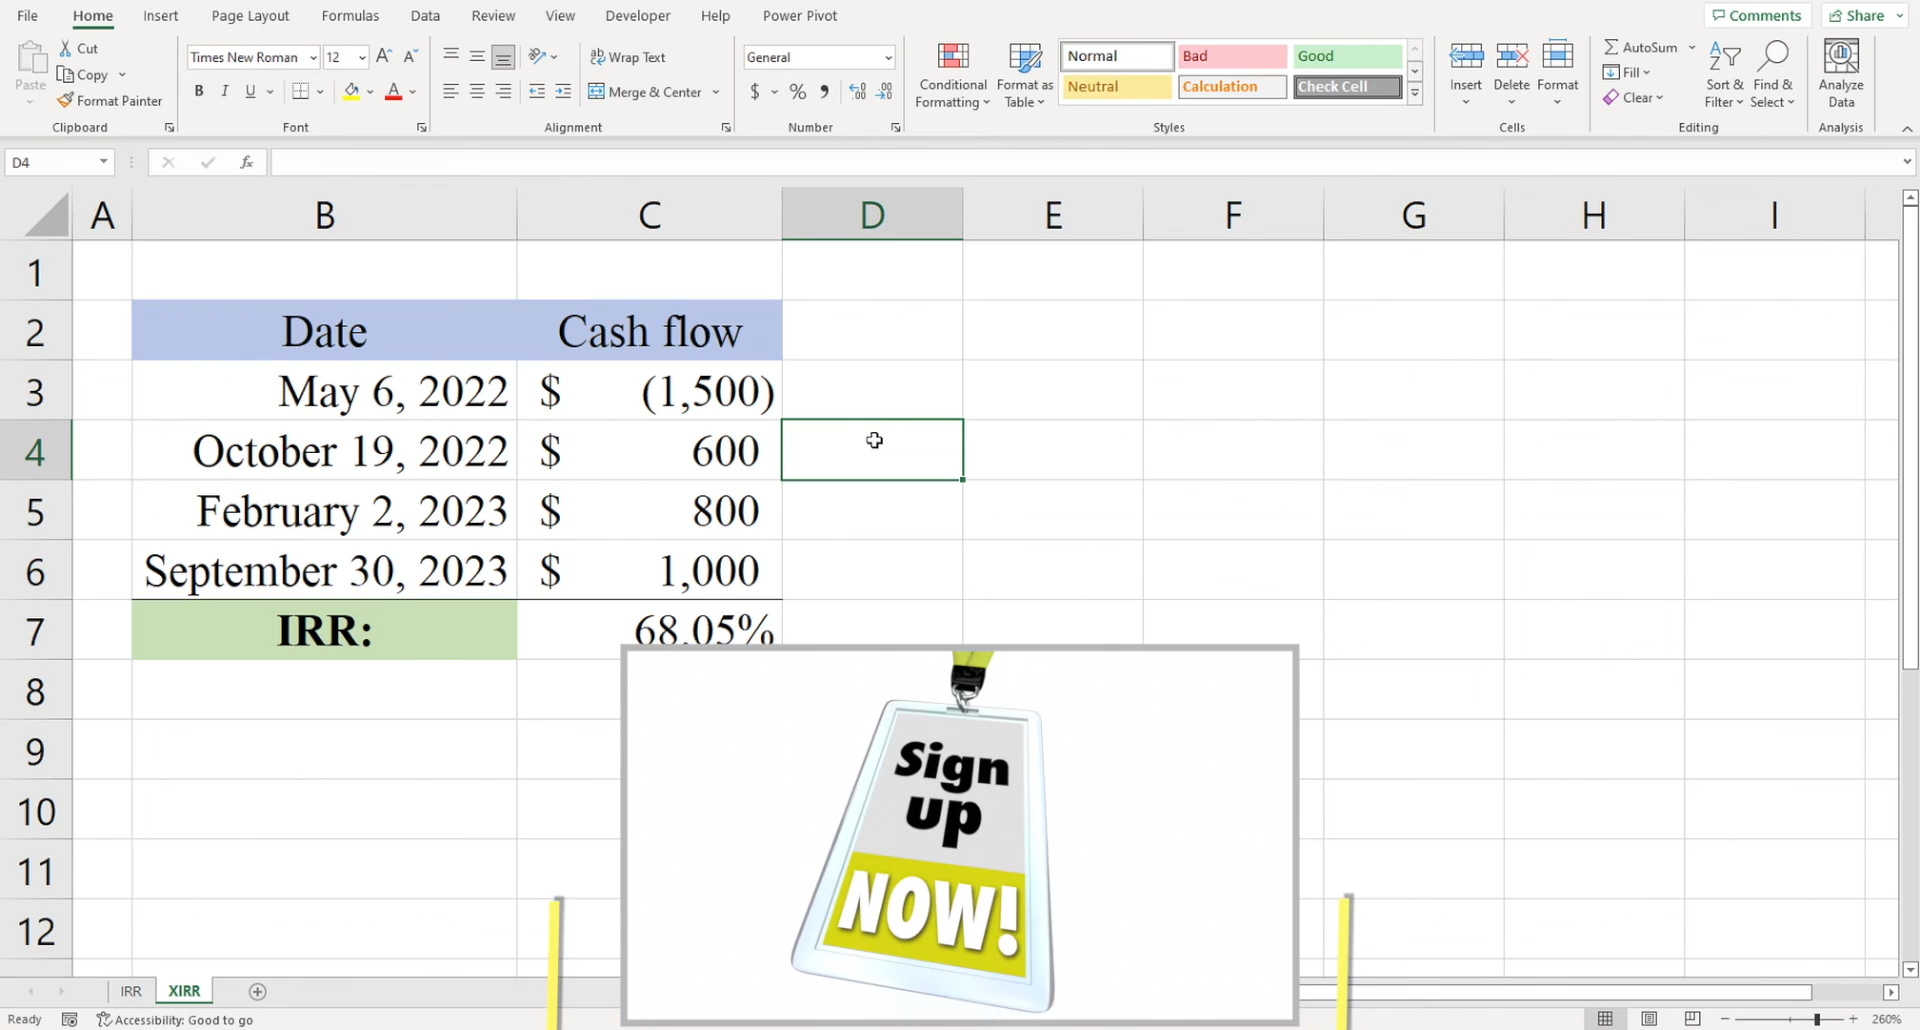 File Home Insert Page Layout Formulas Data Review View Developer Help Power Pivot Comments Share
Paste Cut Copy Format Painter
Times New Roman 12 A A
B I U A
ab Wrap Text
Merge & Center
General
$ % 9
Conditional Formatting
Format as Table
Normal Bad Good
Neutral Calculation Check Cell
Insert Delete Format
AutoSum
Fill
Clear
Sort & Filter
Find & Select
Analyze Data
Clipboard Font Alignment Number Styles Cells Editing Analysis
D4 fx
A B C D E F G H I
1
2 Date Cash flow
3 May 6, 2022 $ (1,500)
4 October 19, 2022 $ 600
5 February 2, 2023 $ 800
6 September 30, 2023 $ 1,000
7 IRR: 68.05%
8
9
10
11
12
Sign
up
NOW!
IRR XIRR
Ready Accessibility: Good to go 260%